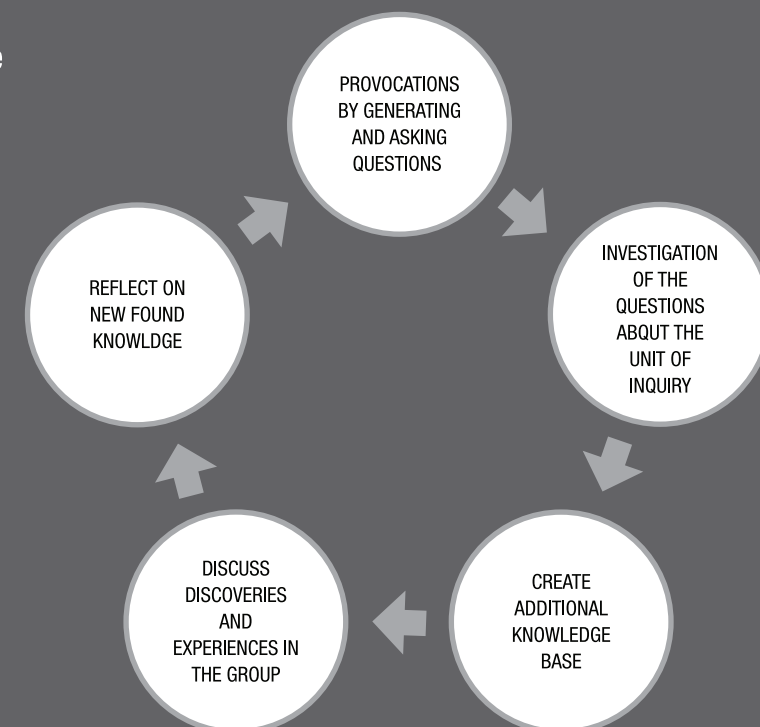 e
PROVOCATIONS
BY GENERATING
AND ASKING
QUESTIONS
INVESTIGATION
OF THE
QUESTIONS
ABQUT THE
UNIT OF
INQUIRY
CREATE
ADDITIONAL
KNOWLEDGE
BASE
DISCUSS
DISCOVERIES
AND
EXPERIENCES IN
THE GROUP
REFLECT ON
NEW FOUND
KNOWLDGE